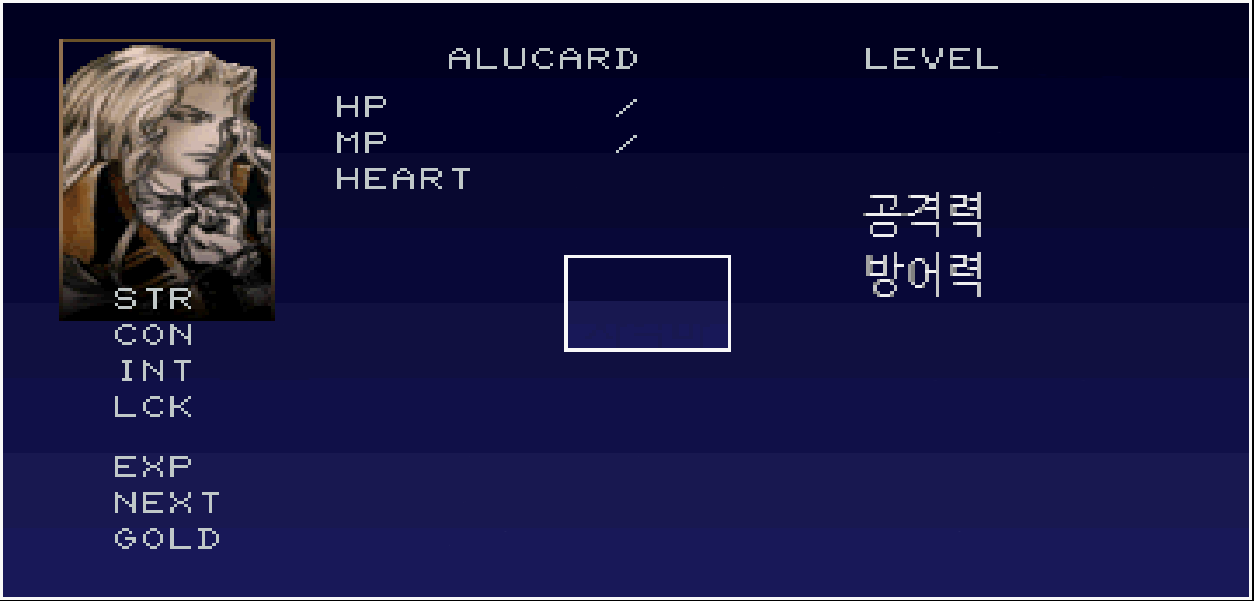 ALUCARD LEVEL
HP /
MP /
HEART
공격력
방어력
STR
CON
INT
LCK
EXP
NEXT
GOLD